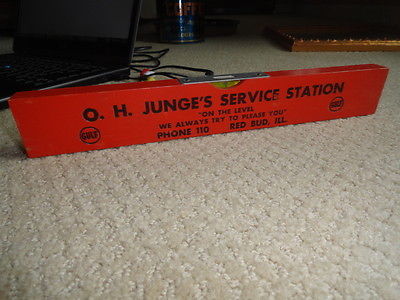 O. H. JUNGE'S SERVICE STATION
"ON THE LEVEL
WE ALWAYS TRY TO PLEASE YOU"
PHONE 110 RED BUD, ILL.
GULF
GULF